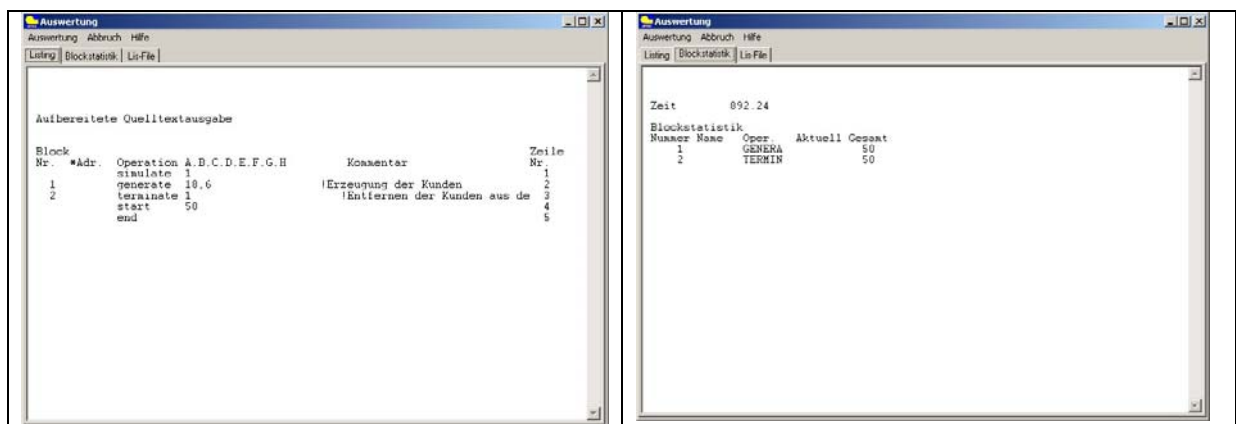 Auswertung
Auswertung Abbruch Hilfe
Listing Blockstatistik Lis-File
Aufbereitete Quelltextausgabe
Block Zeile
Nr. *Adr. Operation A.B.C.D.E.F.G.H Kommentar Nr.
simulate 1 1
1 generate 18,6 !Erzeugung der Kunden 2
2 terminate 1 !Entfernen der Kunden aus de 3
start 50 4
end 5
Auswertung
Auswertung Abbruch Hilfe
Listing Blockstatistik Lis-File
Zeit 892.24
Blockstatistik
Nummer Name Oper. Aktuell Gesamt
1 GENERA 50
2 TERMIN 50